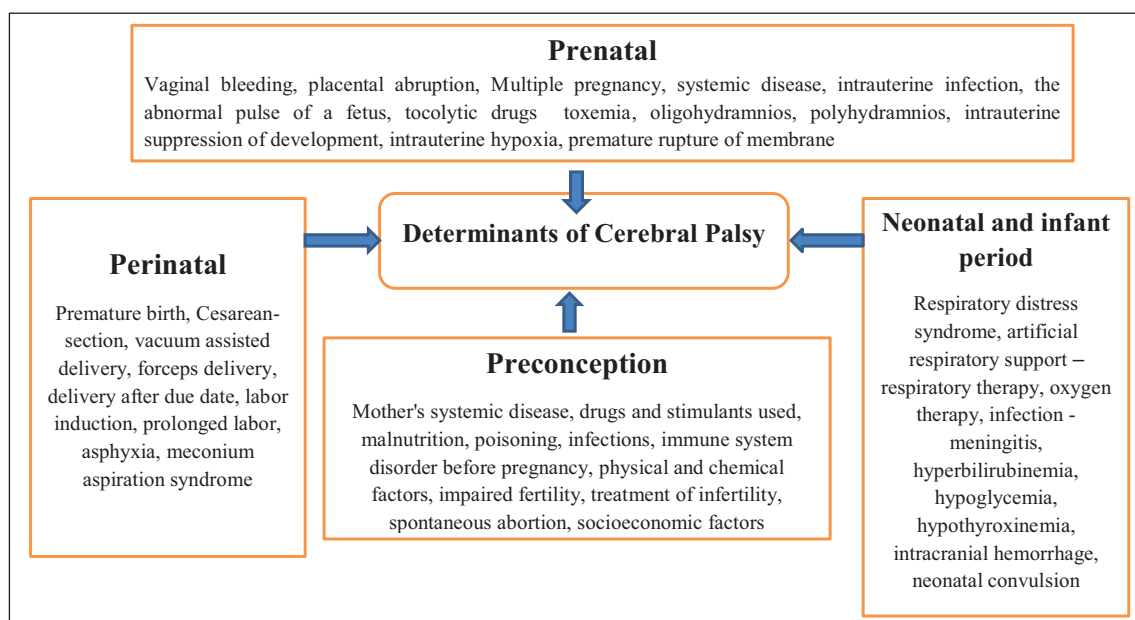 Prenatal
Vaginal bleeding, placental abruption, Multiple pregnancy, systemic disease, intrauterine infection, the
abnormal pulse of a fetus, tocolytic drugs toxemia, oligohydramnios, polyhydramnios, intrauterine
suppression of development, intrauterine hypoxia, premature rupture of membrane
Determinants of Cerebral Palsy
Perinatal
Premature birth, Cesarean-
section, vacuum assisted
delivery, forceps delivery,
delivery after due date, labor
induction, prolonged labor,
asphyxia, meconium
aspiration syndrome
Preconception
Mother's systemic disease, drugs and stimulants used,
malnutrition, poisoning, infections, immune system
disorder before pregnancy, physical and chemical
factors, impaired fertility, treatment of infertility,
spontaneous abortion, socioeconomic factors
Neonatal and infant
period
Respiratory distress
syndrome, artificial
respiratory support –
respiratory therapy, oxygen
therapy, infection -
meningitis,
hyperbilirubinemia,
hypoglycemia,
hypothyroxinemia,
intracranial hemorrhage,
neonatal convulsion